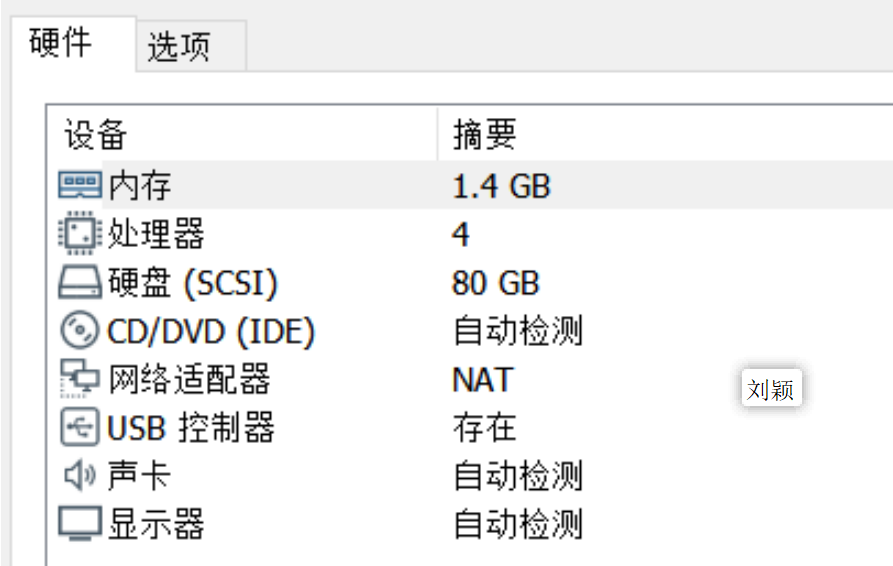 硬件 选项
设备 摘要
内存 1.4 GB
处理器 4
硬盘 (SCSI) 80 GB
CD/DVD (IDE) 自动检测
网络适配器 NAT
刘颖
USB 控制器 存在
声卡 自动检测
显示器 自动检测